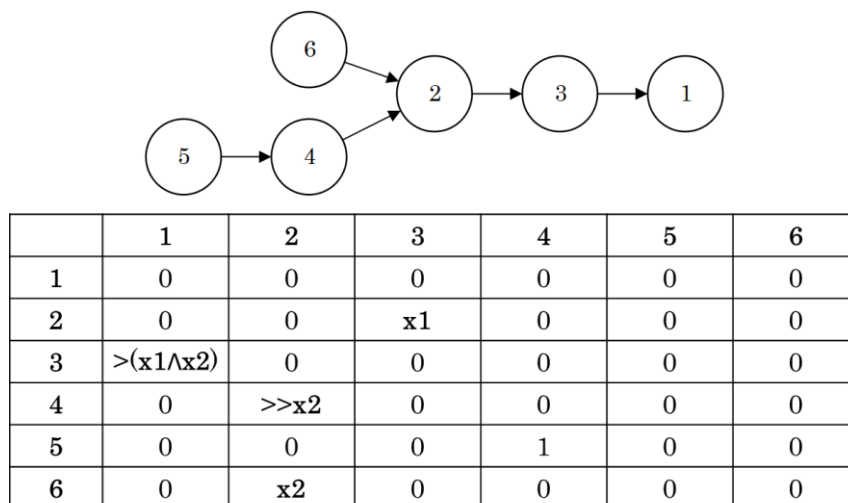 6
2 3 1
5 4
1 2 3 4 5 6
1 0 0 0 0 0 0
2 0 0 x1 0 0 0
3 >(x1∧x2) 0 0 0 0 0
4 0 >>x2 0 0 0 0
5 0 0 0 1 0 0
6 0 x2 0 0 0 0